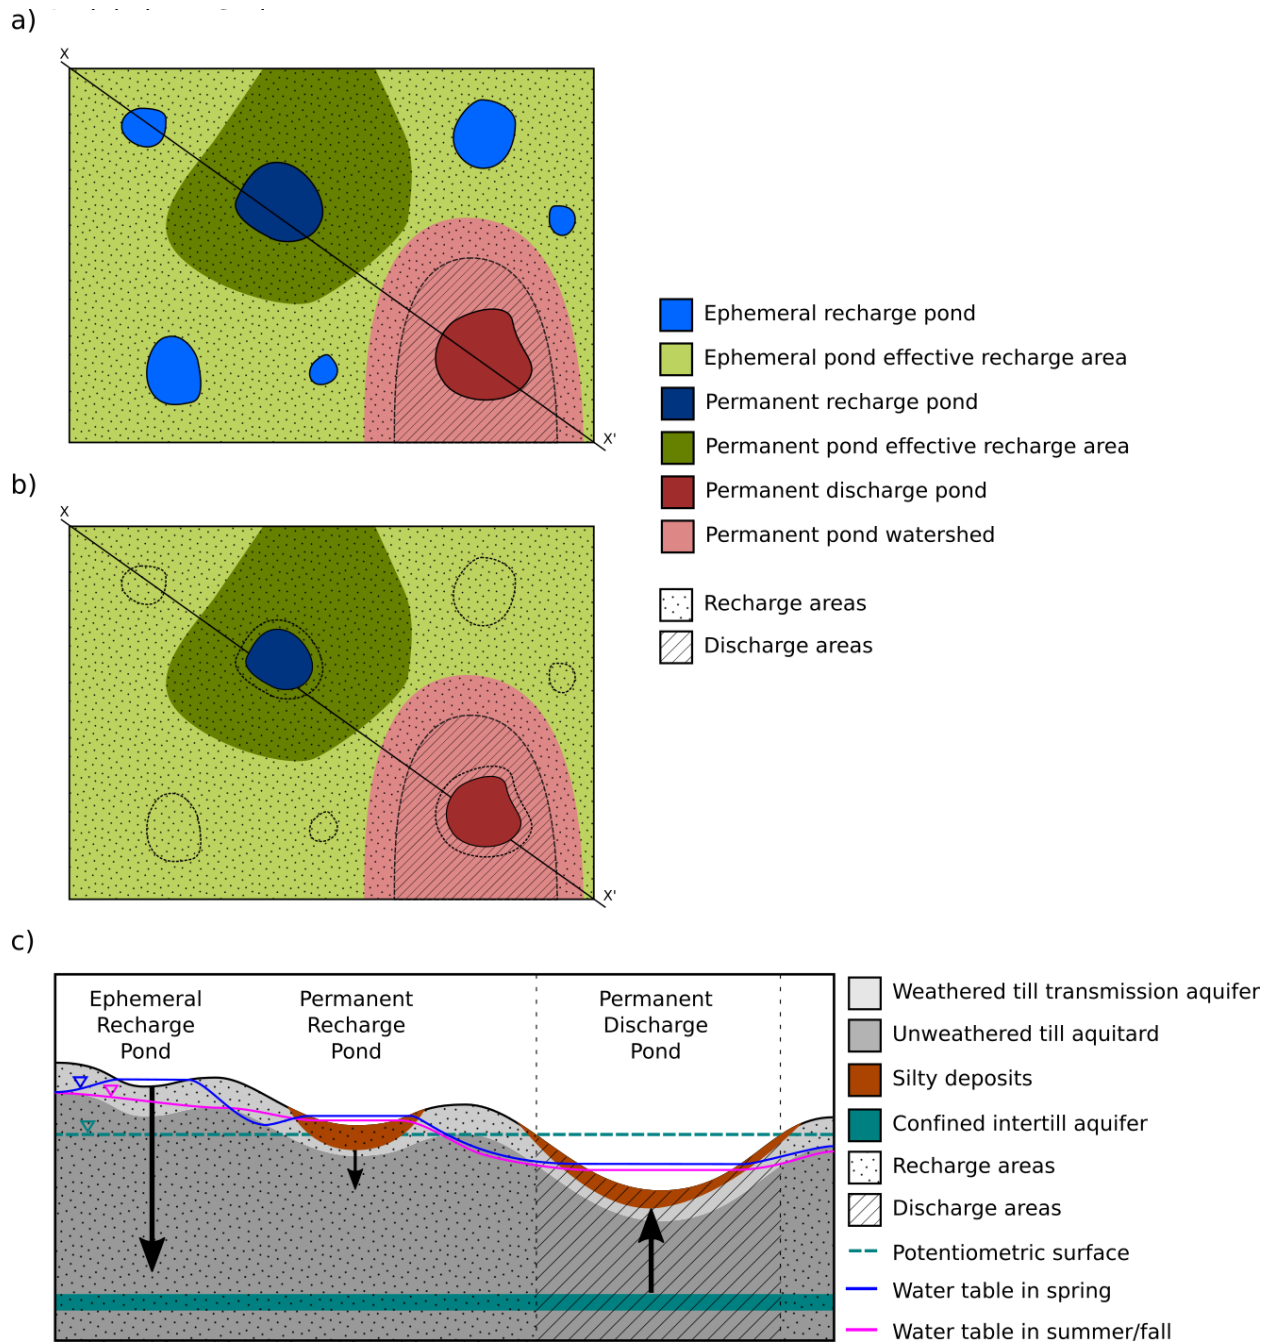 a)
X
X'
Ephemeral recharge pond
Ephemeral pond effective recharge area
Permanent recharge pond
Permanent pond effective recharge area
Permanent discharge pond
Permanent pond watershed
Recharge areas
Discharge areas
b)
X
X'
c)
Ephemeral
Recharge
Pond
Permanent
Recharge
Pond
Permanent
Discharge
Pond
Weathered till transmission aquifer
Unweathered till aquitard
Silty deposits
Confined intertill aquifer
Recharge areas
Discharge areas
Potentiometric surface
Water table in spring
Water table in summer/fall